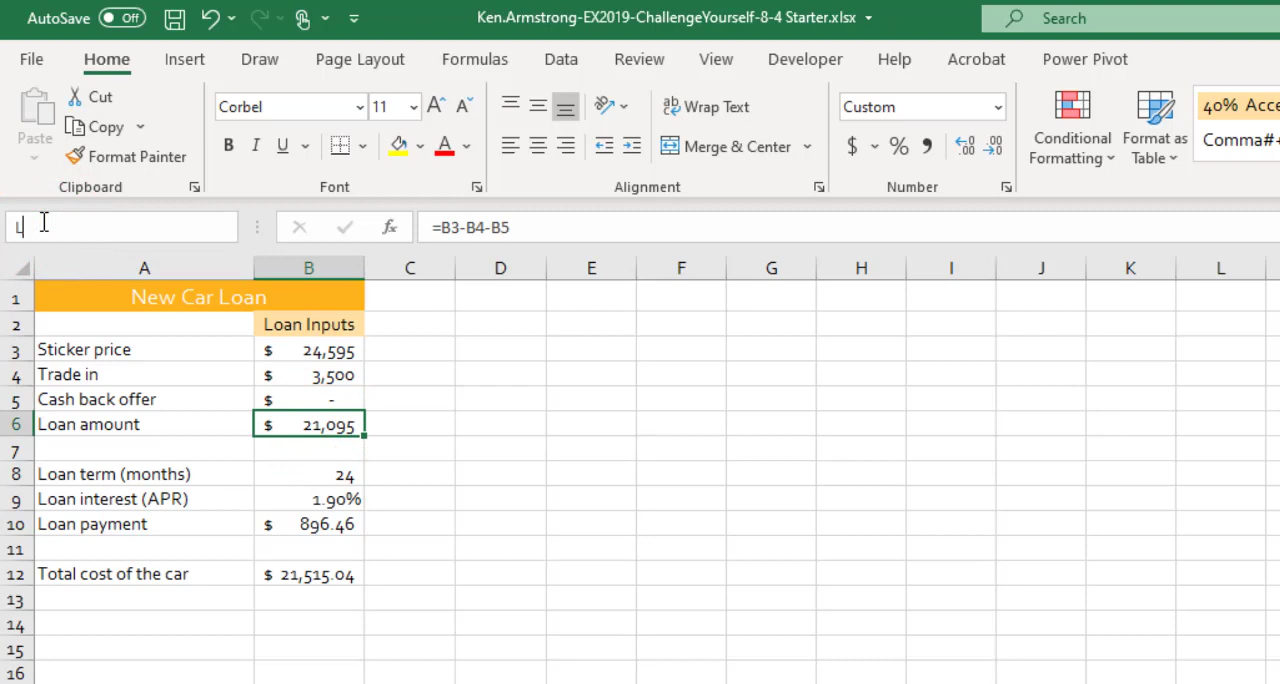 AutoSave Off Ken.Armstrong-EX2019-ChallengeYourself-8-4 Starter.xlsx Search
File Home Insert Draw Page Layout Formulas Data Review View Developer Help Acrobat Power Pivot
Paste Cut Copy Format Painter
Clipboard
Corbel 11 A A
B I U A
Font
ab Wrap Text
Merge & Center
Alignment
Custom
$ % 9 .00 .00
Number
Conditional Formatting
Format as Table
40% Acce
Comma#+
L fx =B3-B4-B5
A B C D E F G H I J K L
1 New Car Loan
2 Loan Inputs
3 Sticker price $ 24,595
4 Trade in $ 3,500
5 Cash back offer $ -
6 Loan amount $ 21,095
7
8 Loan term (months) 24
9 Loan interest (APR) 1.90%
10 Loan payment $ 896.46
11
12 Total cost of the car $ 21,515.04
13
14
15
16